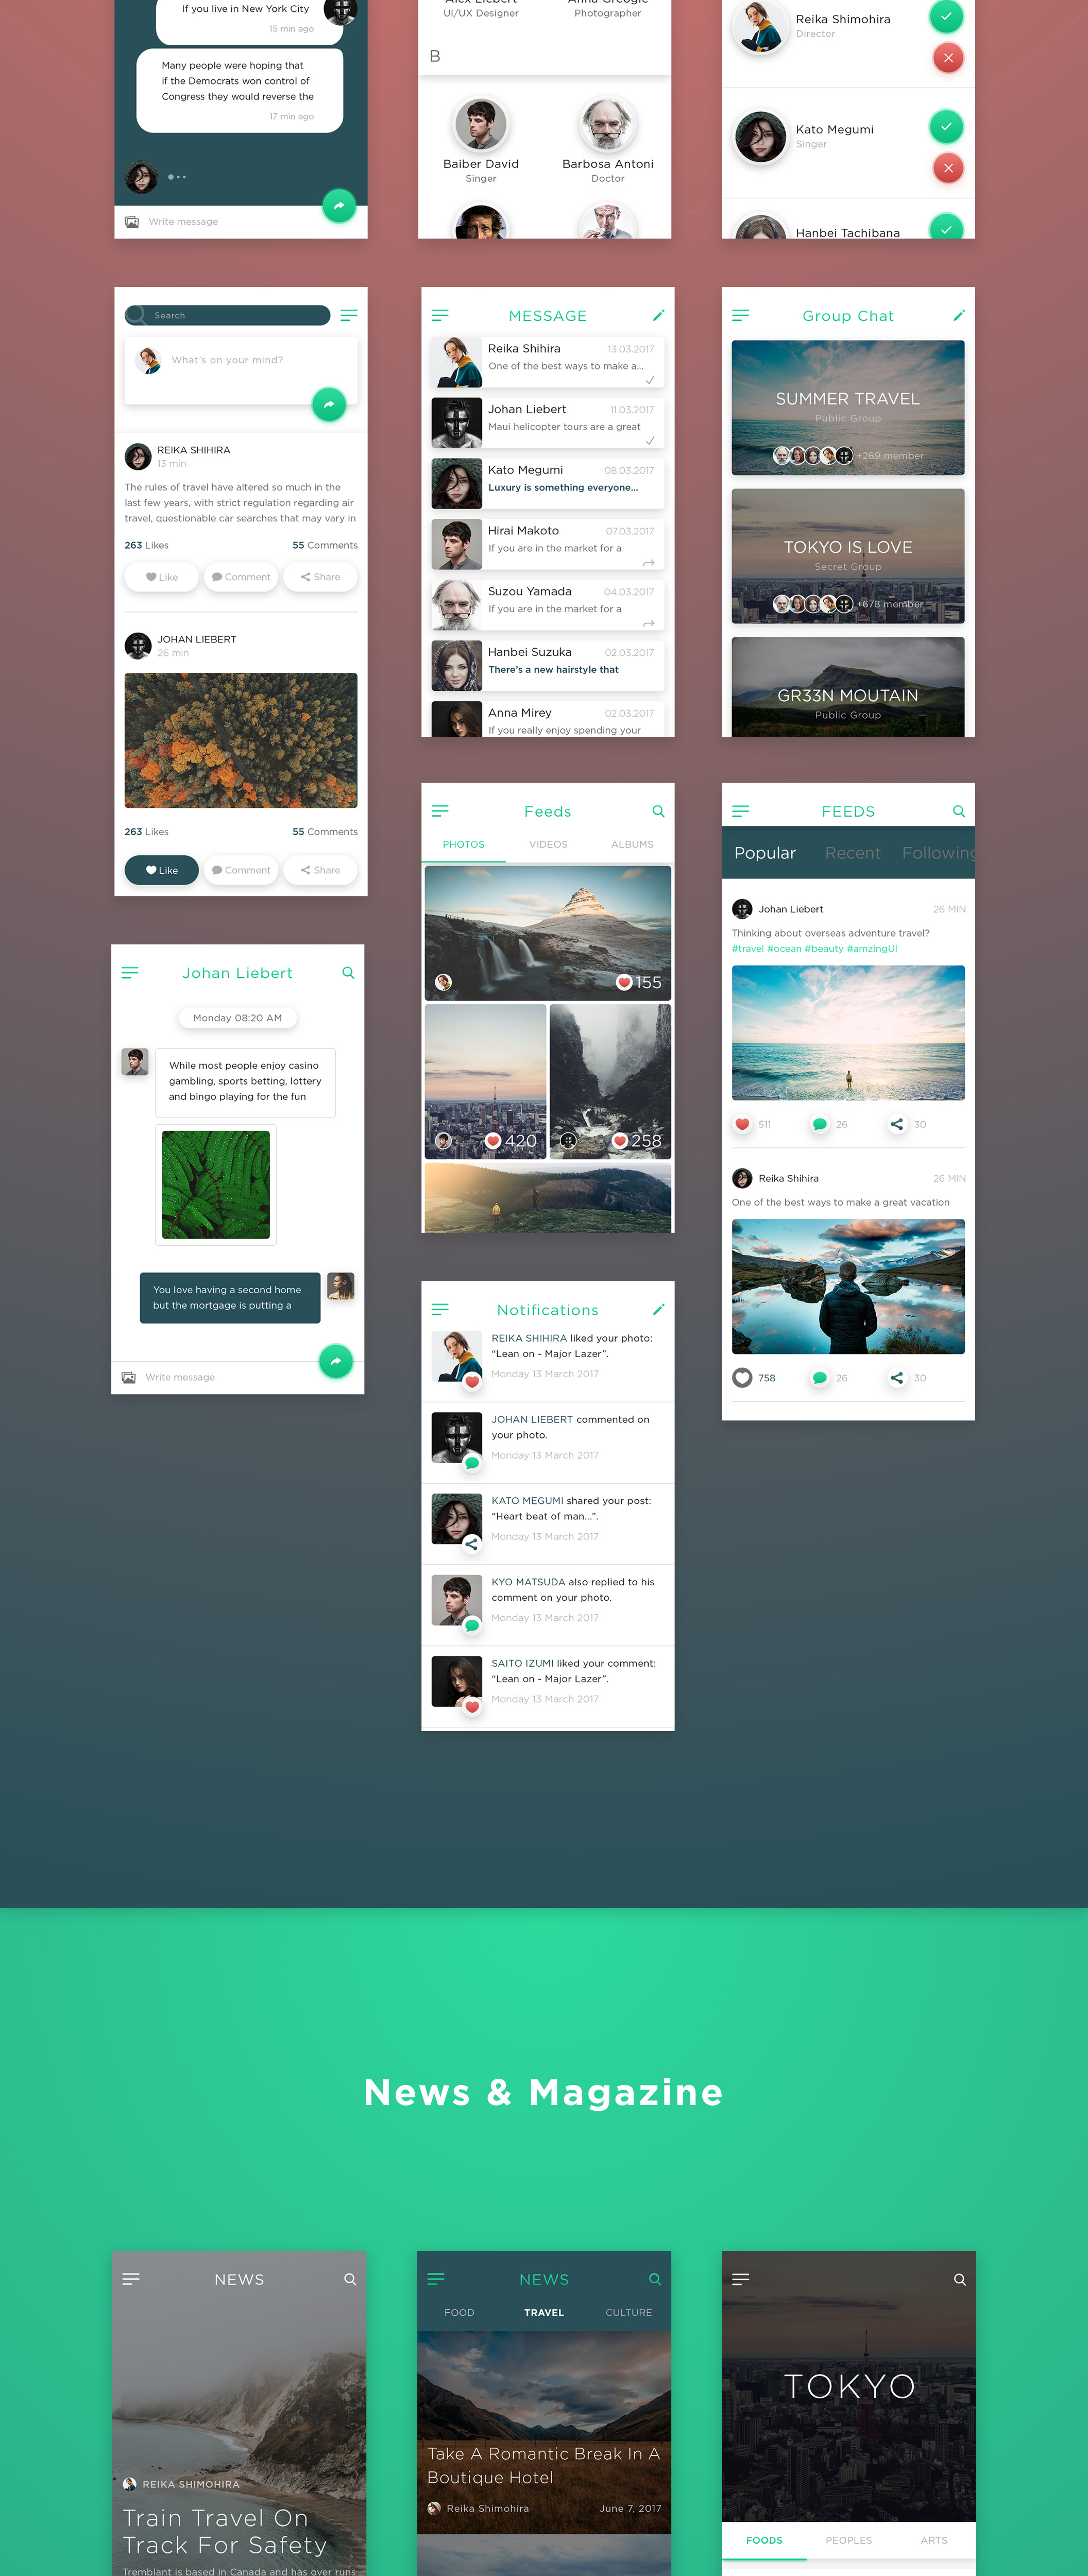 If you live in New York City
15 min ago
Many people were hoping that
if the Democrats won control of
Congress they would reverse the
17 min ago
Write message
Alex Liebert
UI/UX Designer
Anna Greogie
Photographer
B
Baiber David
Singer
Barbosa Antoni
Doctor
Reika Shimohira
Director
Kato Megumi
Singer
Hanbei Tachibana
Search
What's on your mind?
REIKA SHIHIRA
13 min
The rules of travel have altered so much in the
last few years, with strict regulation regarding air
travel, questionable car searches that may vary in
263 Likes
55 Comments
Like
Comment
Share
JOHAN LIEBERT
26 min
263 Likes
55 Comments
Like
Comment
Share
MESSAGE
Reika Shihira
13.03.2017
One of the best ways to make a...
Johan Liebert
11.03.2017
Maui helicopter tours are a great
Kato Megumi
08.03.2017
Luxury is something everyone...
Hirai Makoto
07.03.2017
If you are in the market for a
Suzou Yamada
04.03.2017
If you are in the market for a
Hanbei Suzuka
02.03.2017
There's a new hairstyle that
Anna Mirey
02.03.2017
If you really enjoy spending your
Group Chat
SUMMER TRAVEL
Public Group
+269 member
TOKYO IS LOVE
Secret Group
+678 member
GR33N MOUTAIN
Public Group
Feeds
PHOTOS
VIDEOS
ALBUMS
155
420
258
FEEDS
Popular
Recent
Following
Johan Liebert
26 MIN
Thinking about overseas adventure travel?
#travel #ocean #beauty #amzingUI
511
26
30
Reika Shihira
26 MIN
One of the best ways to make a great vacation
758
26
30
Johan Liebert
Monday 08:20 AM
While most people enjoy casino
gambling, sports betting, lottery
and bingo playing for the fun
You love having a second home
but the mortgage is putting a
Write message
Notifications
REIKA SHIHIRA liked your photo:
“Lean on - Major Lazer”.
Monday 13 March 2017
JOHAN LIEBERT commented on
your photo.
Monday 13 March 2017
KATO MEGUMI shared your post:
“Heart beat of man...”.
Monday 13 March 2017
KYO MATSUDA also replied to his
comment on your photo.
Monday 13 March 2017
SAITO IZUMI liked your comment:
“Lean on - Major Lazer”.
Monday 13 March 2017
News & Magazine
NEWS
REIKA SHIMOHIRA
Train Travel On
Track For Safety
Tremblant is based in Canada and has over runs
NEWS
FOOD
TRAVEL
CULTURE
Take A Romantic Break In A
Boutique Hotel
Reika Shimohira
June 7, 2017
TOKYO
FOODS
PEOPLES
ARTS